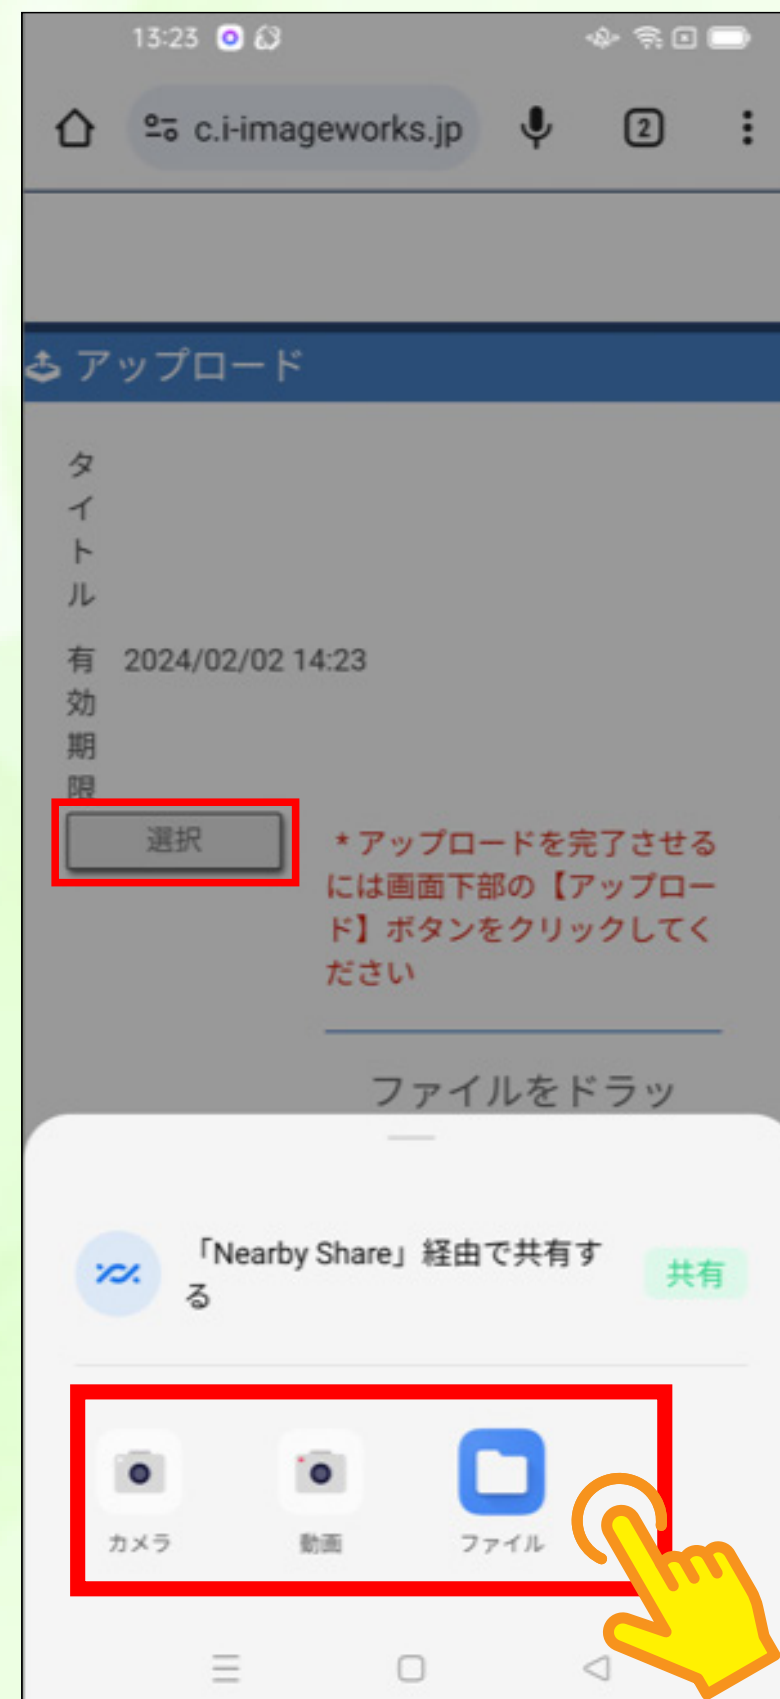 13:23
c.i-imageworks.jp
2
アップロード
タ
イ
ト
ル
有 2024/02/02 14:23
効
期
限
選択
* アップロードを完了させる
には画面下部の【アップロー
ド】ボタンをクリックしてく
ださい
ファイルをドラッ
「Nearby Share」経由で共有す
る
共有
カメラ
動画
ファイル